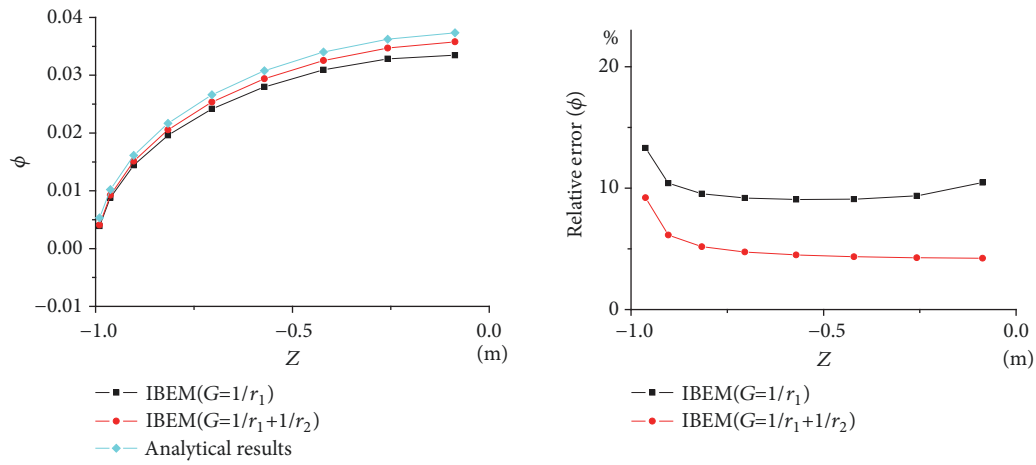 0.04
0.03
0.02
0.01
0.00
−0.01
ϕ
−1.0
−0.5
0.0
(m)
Z
IBEM(G=1/r₁)
IBEM(G=1/r₁+1/r₂)
Analytical results
%
20
10
0
Relative error (ϕ)
−1.0
−0.5
0.0
(m)
Z
IBEM(G=1/r₁)
IBEM(G=1/r₁+1/r₂)